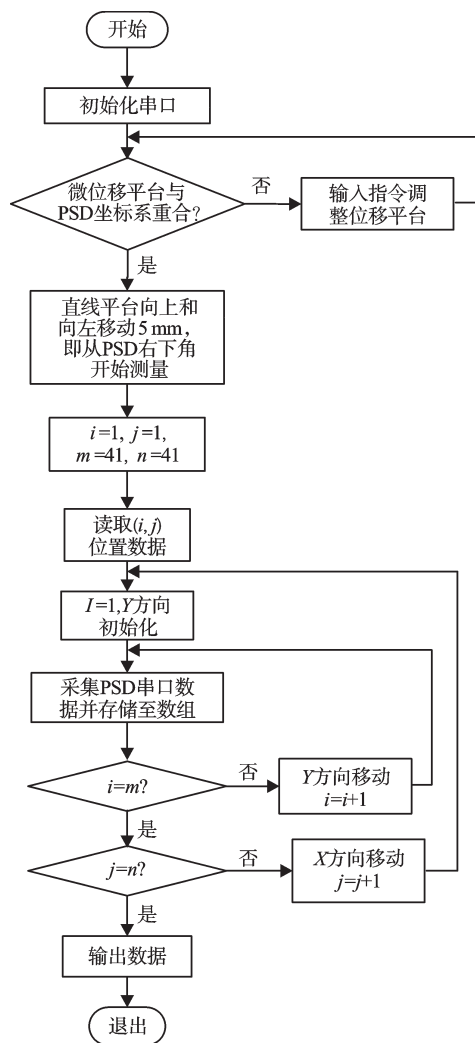 开始
初始化串口
微位移平台与
PSD坐标系重合?
否
输入指令调
整位移平台
是
直线平台向上和
向左移动5 mm,
即从PSD右下角
开始测量
i=1, j=1,
m=41, n=41
读取(i,j)
位置数据
I=1,Y方向
初始化
采集PSD串口数
据并存储至数组
i=m?
否
Y方向移动
i=i+1
是
j=n?
否
X方向移动
j=j+1
是
输出数据
退出